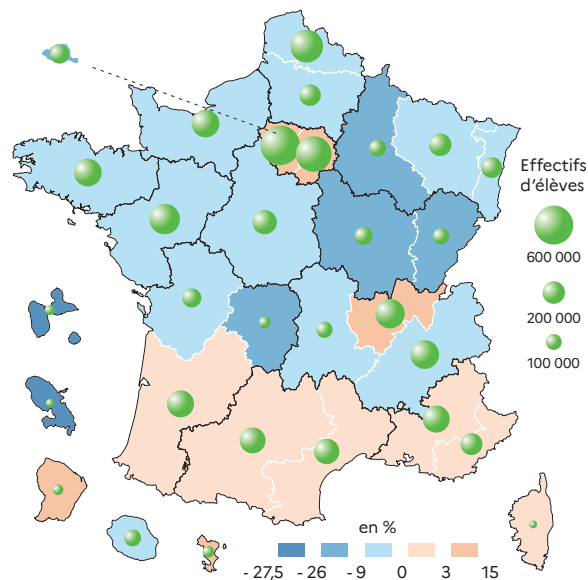 Effectifs
d'élèves
600 000
200 000
100 000
en %
- 27,5 - 26 - 9 0 3 15